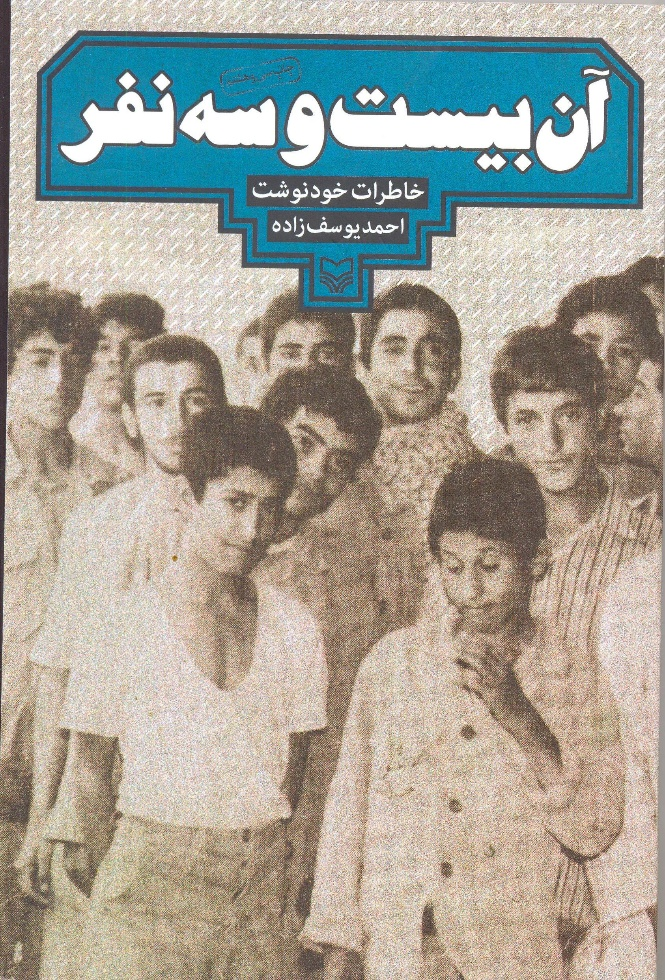 آن بیست و سه نفر
خاطرات خودنوشت
احمد یوسف‌زاده